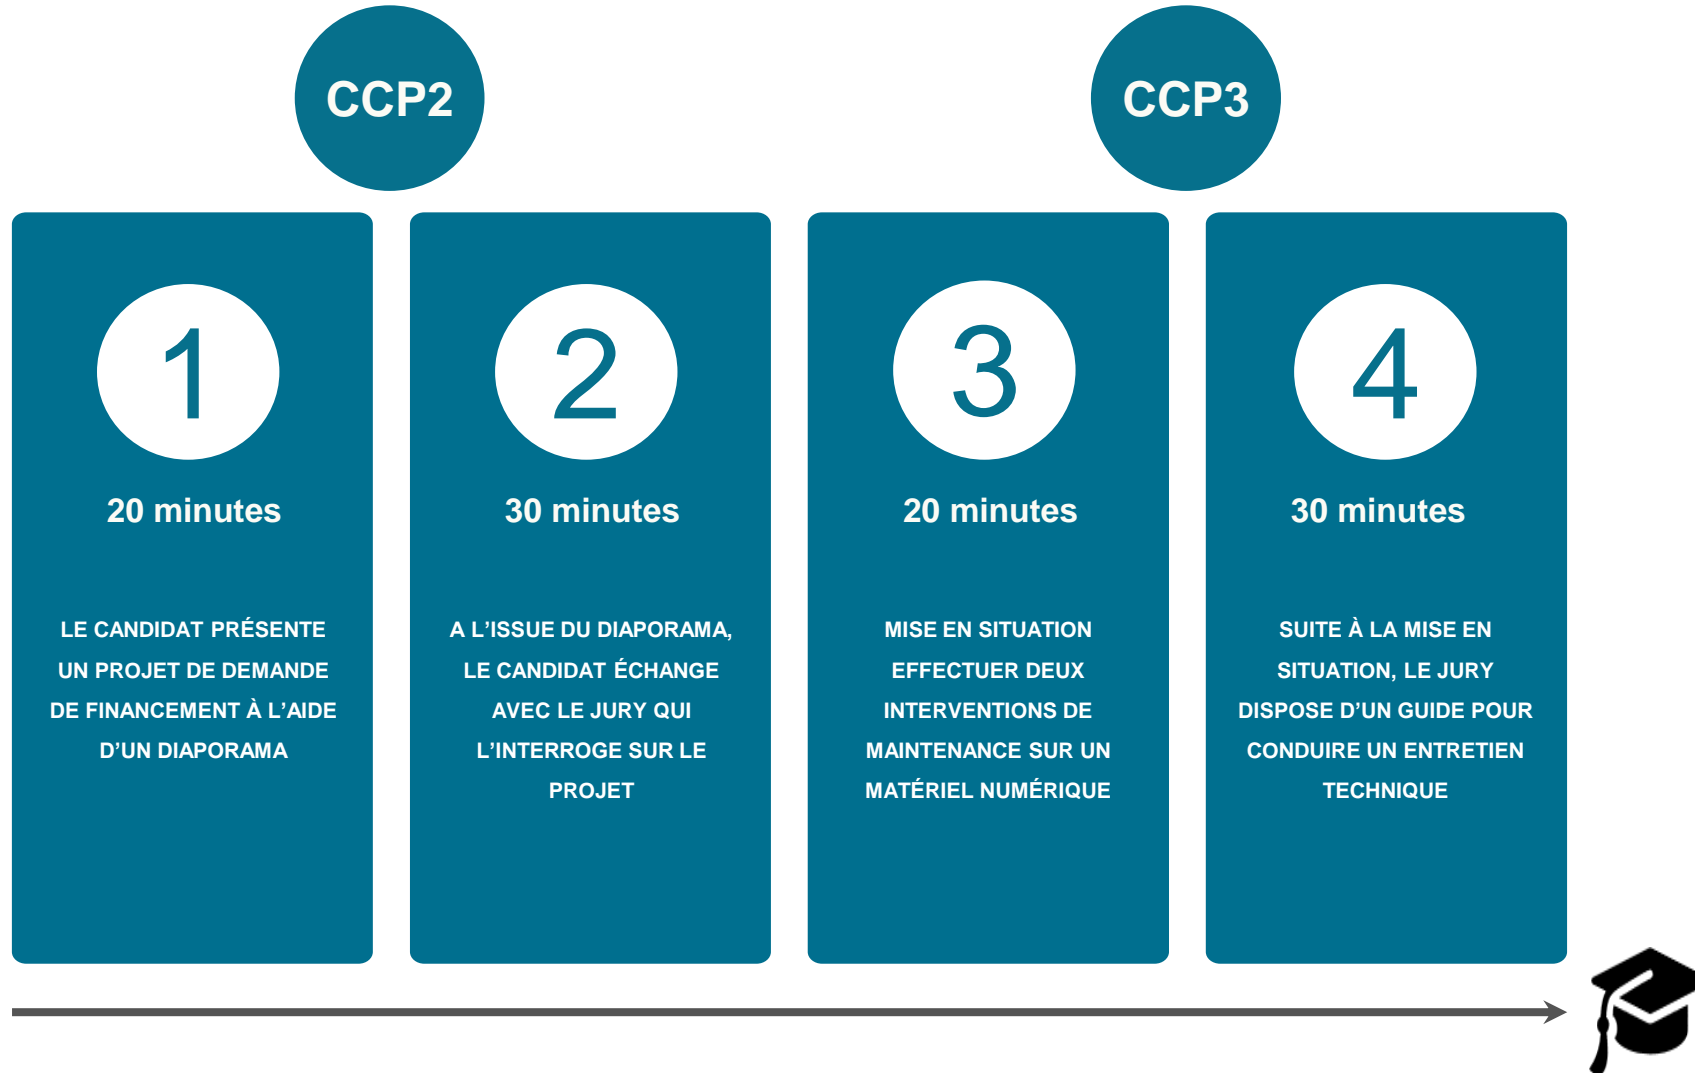 CCP2
CCP3
1
20 minutes
LE CANDIDAT PRÉSENTE
UN PROJET DE DEMANDE
DE FINANCEMENT À L’AIDE
D’UN DIAPORAMA
2
30 minutes
A L’ISSUE DU DIAPORAMA,
LE CANDIDAT ÉCHANGE
AVEC LE JURY QUI
L’INTERROGE SUR LE
PROJET
3
20 minutes
MISE EN SITUATION
EFFECTUER DEUX
INTERVENTIONS DE
MAINTENANCE SUR UN
MATÉRIEL NUMÉRIQUE
4
30 minutes
SUITE À LA MISE EN
SITUATION, LE JURY
DISPOSE D’UN GUIDE POUR
CONDUIRE UN ENTRETIEN
TECHNIQUE